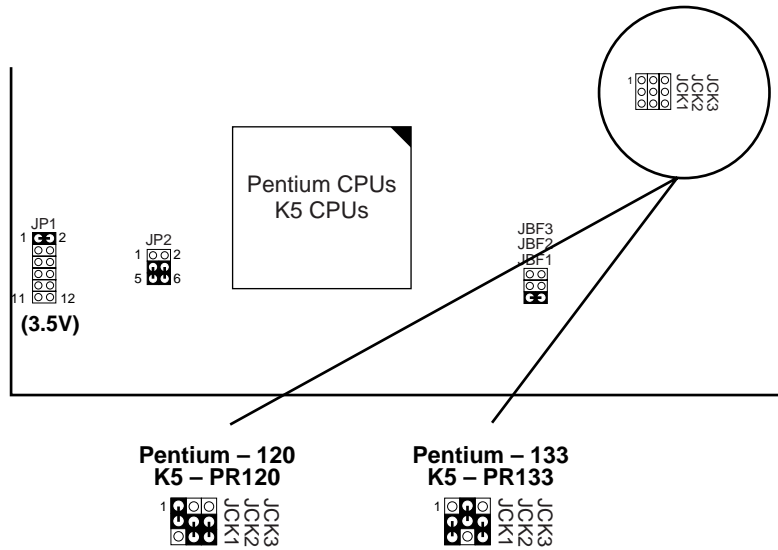 1
JCK1
JCK2
JCK3
Pentium CPUs
K5 CPUs
JP1
1 2
11 12
(3.5V)
JP2
1 2
5 6
JBF3
JBF2
JBF1
Pentium – 120
K5 – PR120
1
JCK1
JCK2
JCK3
Pentium – 133
K5 – PR133
1
JCK1
JCK2
JCK3